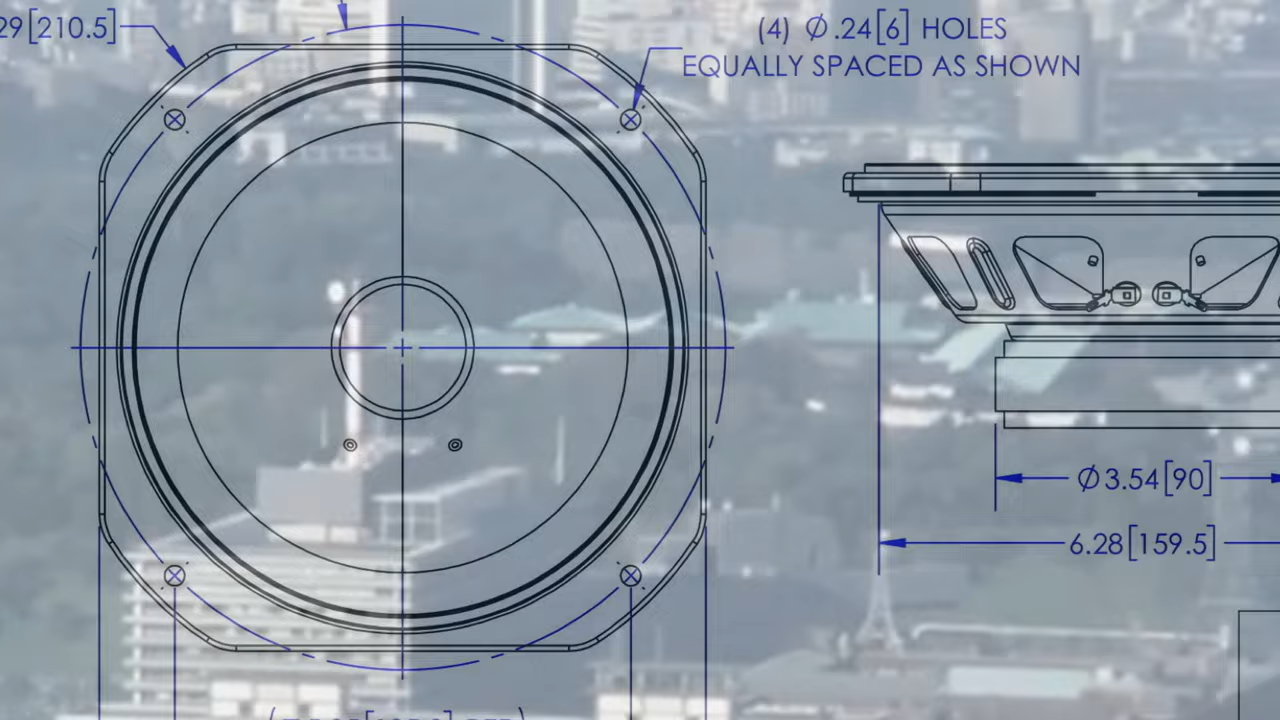 29[210.5]
(4) Ø.24[6] HOLES
EQUALLY SPACED AS SHOWN
Ø3.54[90]
6.28[159.5]